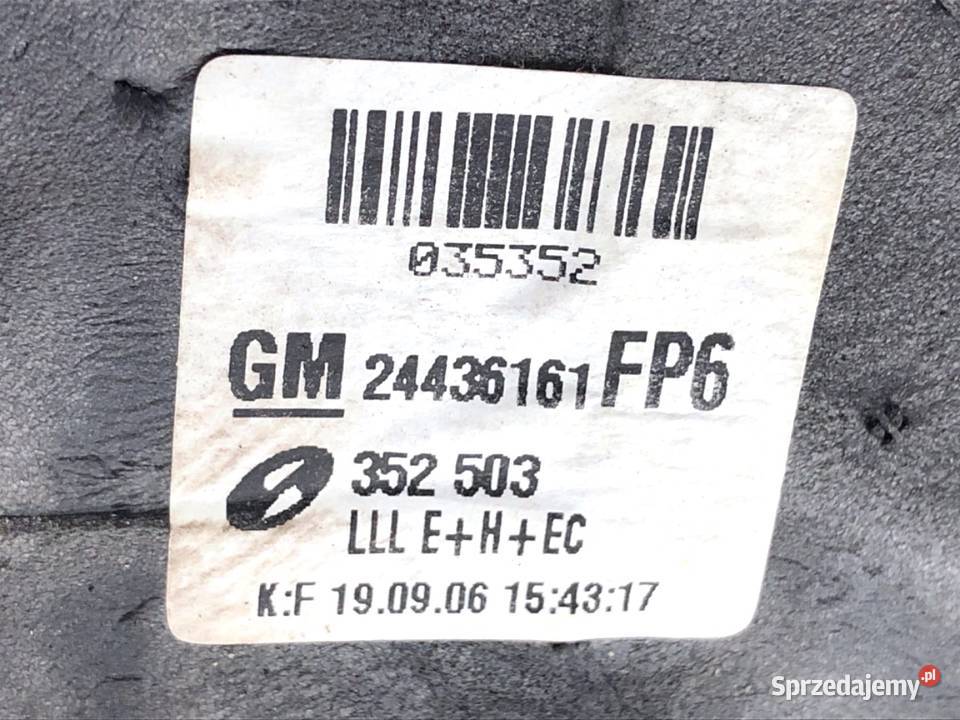 035352
GM 24436161 FP6
352 503
LLL E+H+EC
K:F 19.09.06 15:43:17
Sprzedajemy.pl